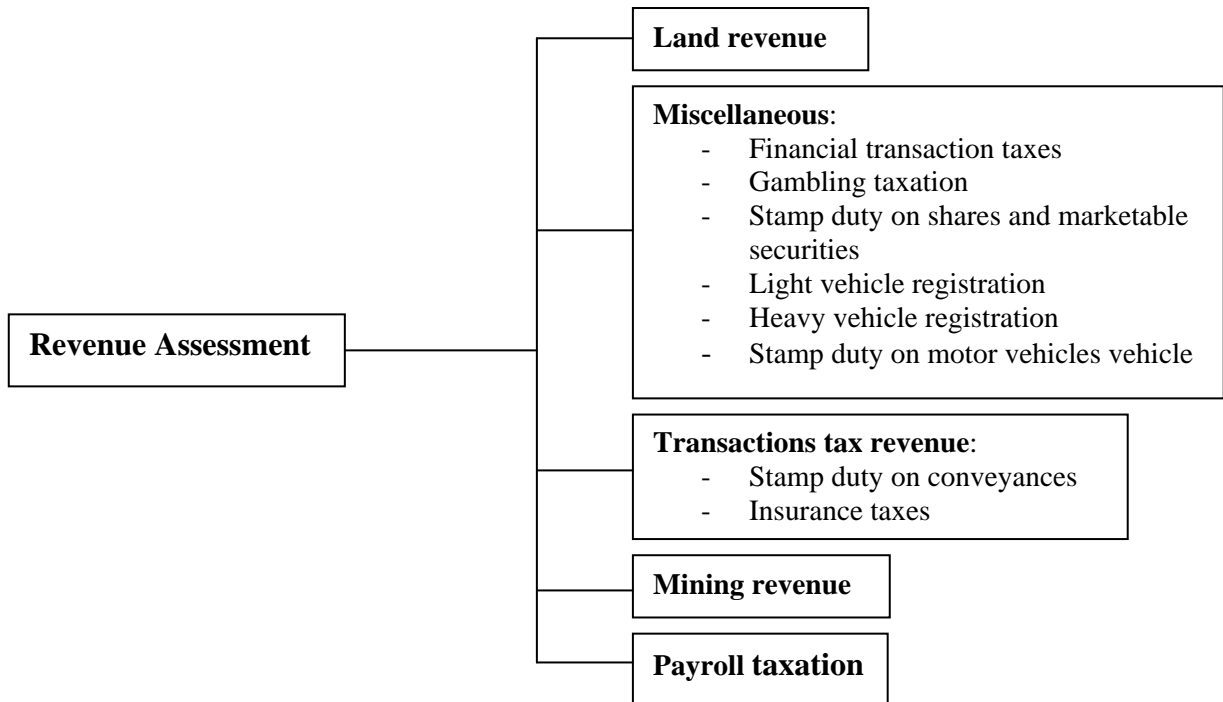 Revenue Assessment
Land revenue
Miscellaneous:
- Financial transaction taxes
- Gambling taxation
- Stamp duty on shares and marketable
securities
- Light vehicle registration
- Heavy vehicle registration
- Stamp duty on motor vehicles vehicle
Transactions tax revenue:
- Stamp duty on conveyances
- Insurance taxes
Mining revenue
Payroll taxation